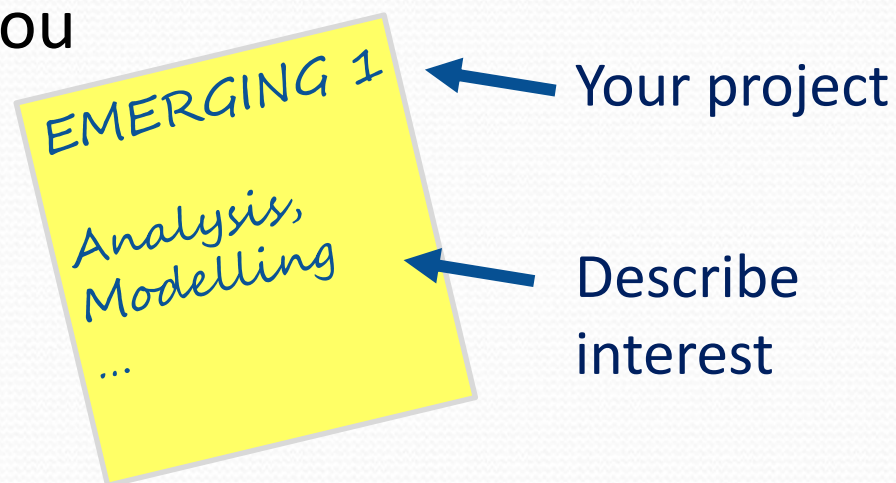 ou
EMERGING 1
Your project
Analysis,
Modelling
...
Describe
interest